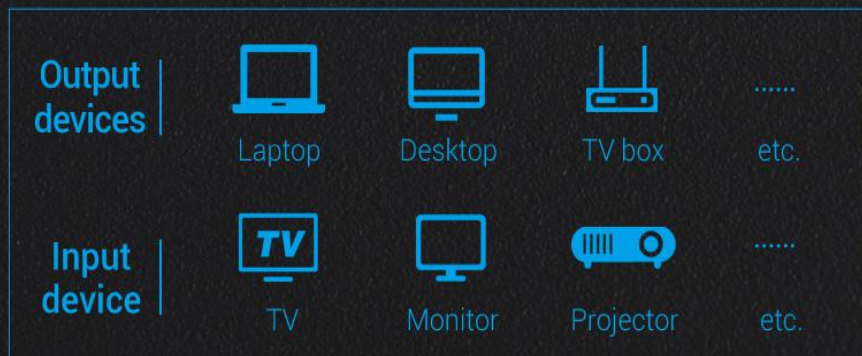 Output
devices
Laptop
Desktop
TV box
......
etc.
Input
device
TV
TV
Monitor
Projector
......
etc.